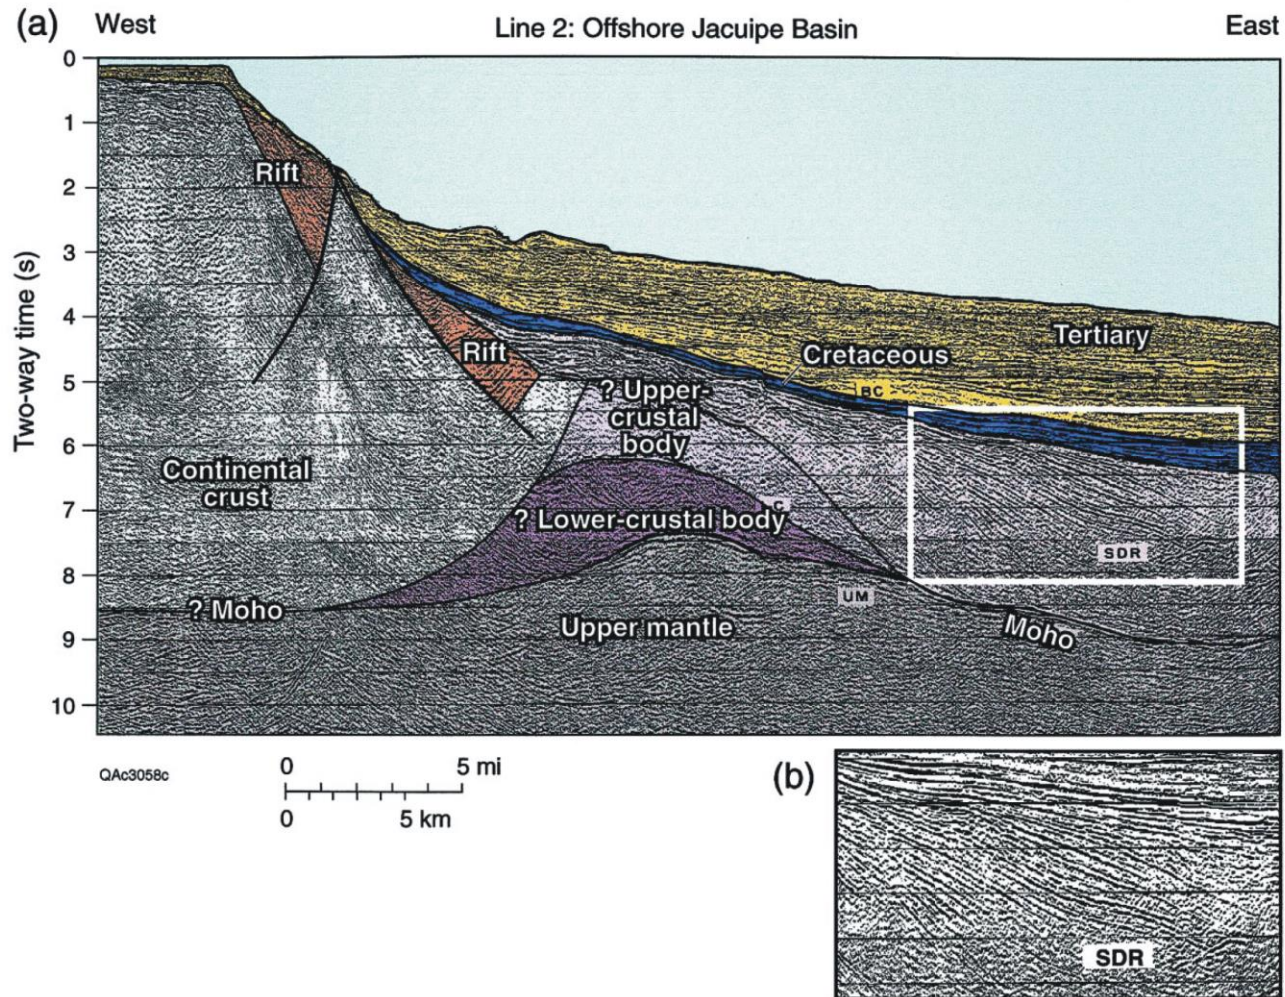 (a) West Line 2: Offshore Jacuipe Basin East
0
1
2
3
4
5
6
7
8
9
10
Two-way time (s)
Rift
Rift
Tertiary
Cretaceous
BC
? Upper-
crustal
body
Continental
crust
C
? Lower-crustal body
SDR
UM
? Moho
Upper mantle
Moho
QAc3058c
0 5 mi
0 5 km
(b)
SDR